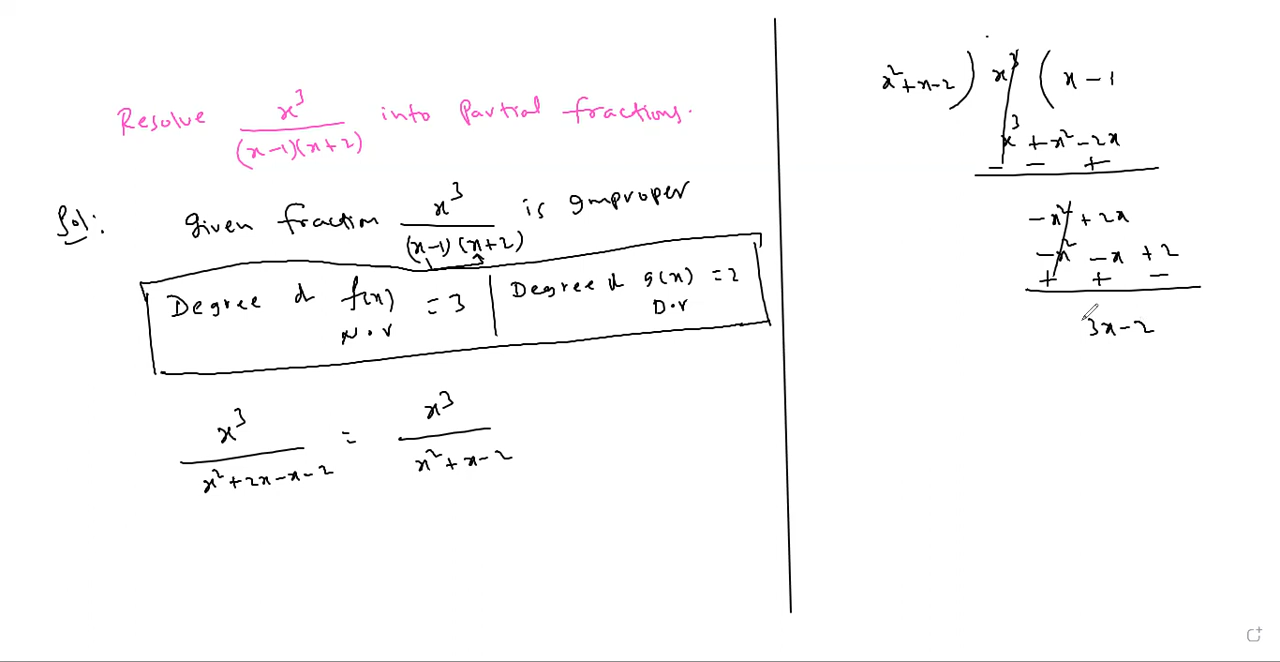 Resolve x³/(x-1)(x+2) into Partial fractions.
Sol: Given fraction x³/(x-1)(x+2) is improper
Degree of f(x) = 3 | Degree of g(x) = 2
N.r D.r
x³/x²+2x-x-2 = x³/x²+x-2
x²+x-2 ) x³ ( x-1
x³ + x² - 2x
- - +
-x² + 2x
-x² - x + 2
+ + -
3x-2